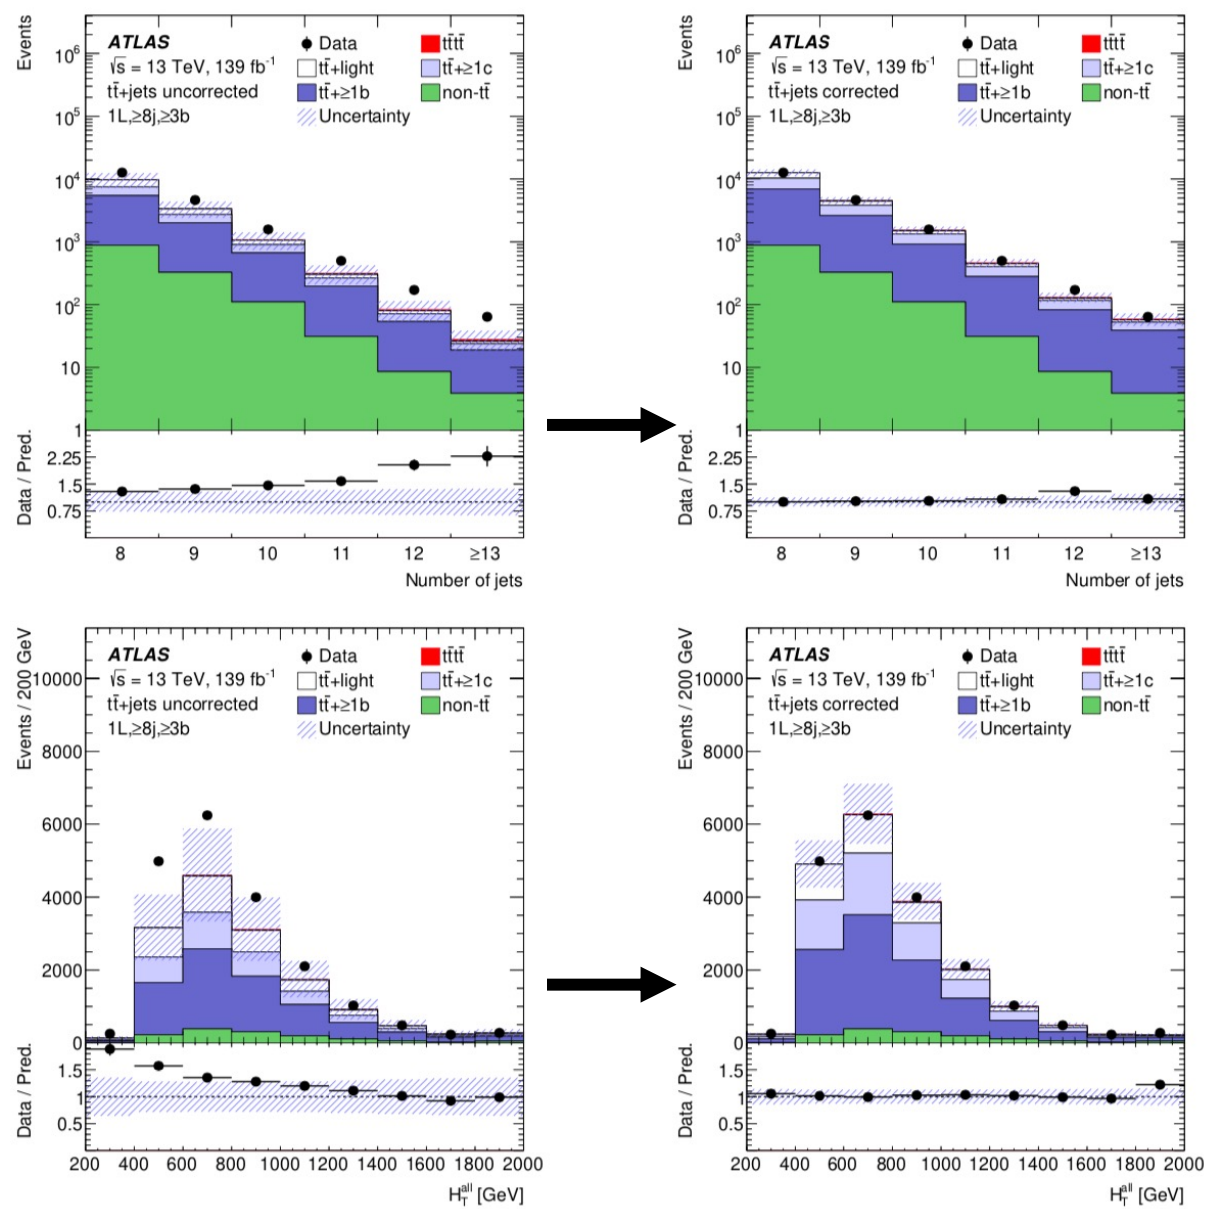 Events
ATLAS
√s = 13 TeV, 139 fb⁻¹
tt̄+jets uncorrected
1L,≥8j,≥3b
Data
tt̄tt̄
tt̄+light
tt̄+≥1c
tt̄+≥1b
non-tt̄
Uncertainty
10⁶
10⁵
10⁴
10³
10²
10
1
Data / Pred.
2.25
1.5
0.75
8 9 10 11 12 ≥13
Number of jets
Events
ATLAS
√s = 13 TeV, 139 fb⁻¹
tt̄+jets corrected
1L,≥8j,≥3b
Data
tt̄tt̄
tt̄+light
tt̄+≥1c
tt̄+≥1b
non-tt̄
Uncertainty
10⁶
10⁵
10⁴
10³
10²
10
1
Data / Pred.
2.25
1.5
0.75
8 9 10 11 12 ≥13
Number of jets
Events / 200 GeV
ATLAS
√s = 13 TeV, 139 fb⁻¹
tt̄+jets uncorrected
1L,≥8j,≥3b
Data
tt̄tt̄
tt̄+light
tt̄+≥1c
tt̄+≥1b
non-tt̄
Uncertainty
10000
8000
6000
4000
2000
0
Data / Pred.
1.5
1
0.5
200 400 600 800 1000 1200 1400 1600 1800 2000
H_T^all [GeV]
Events / 200 GeV
ATLAS
√s = 13 TeV, 139 fb⁻¹
tt̄+jets corrected
1L,≥8j,≥3b
Data
tt̄tt̄
tt̄+light
tt̄+≥1c
tt̄+≥1b
non-tt̄
Uncertainty
10000
8000
6000
4000
2000
0
Data / Pred.
1.5
1
0.5
200 400 600 800 1000 1200 1400 1600 1800 2000
H_T^all [GeV]